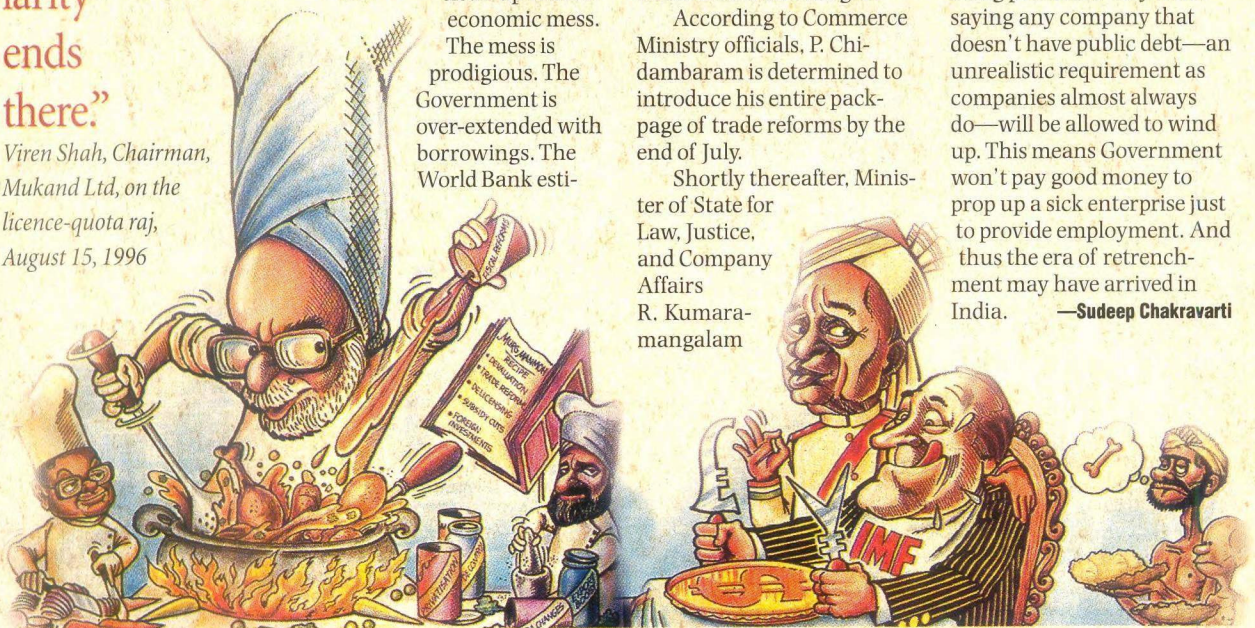 larity
ends
there."
Viren Shah, Chairman,
Mukand Ltd, on the
licence-quota raj,
August 15, 1996
economic mess.
The mess is
prodigious. The
Government is
over-extended with
borrowings. The
World Bank esti-
According to Commerce
Ministry officials, P. Chi-
dambaram is determined to
introduce his entire pack-
page of trade reforms by the
end of July.
Shortly thereafter, Minis-
ter of State for
Law, Justice,
and Company
Affairs
R. Kumara-
mangalam
saying any company that
doesn't have public debt—an
unrealistic requirement as
companies almost always
do—will be allowed to wind
up. This means Government
won't pay good money to
prop up a sick enterprise just
to provide employment. And
thus the era of retrench-
ment may have arrived in
India. —Sudeep Chakravarti
FISCAL REFORMS
MURG
RECIPE
• DEVALUATION
• TRADE REFORM
• DELICENSING
• SUBSIDY CUTS
• FOREIGN
INVESTMENTS
PRIVATISATION
IMF
$